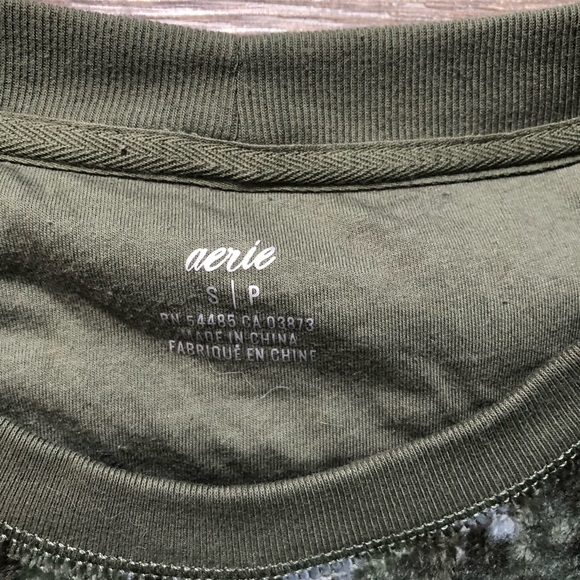 aerie
S | P
RN 54485 CA 03873
MADE IN CHINA
FABRIQUÉ EN CHINE